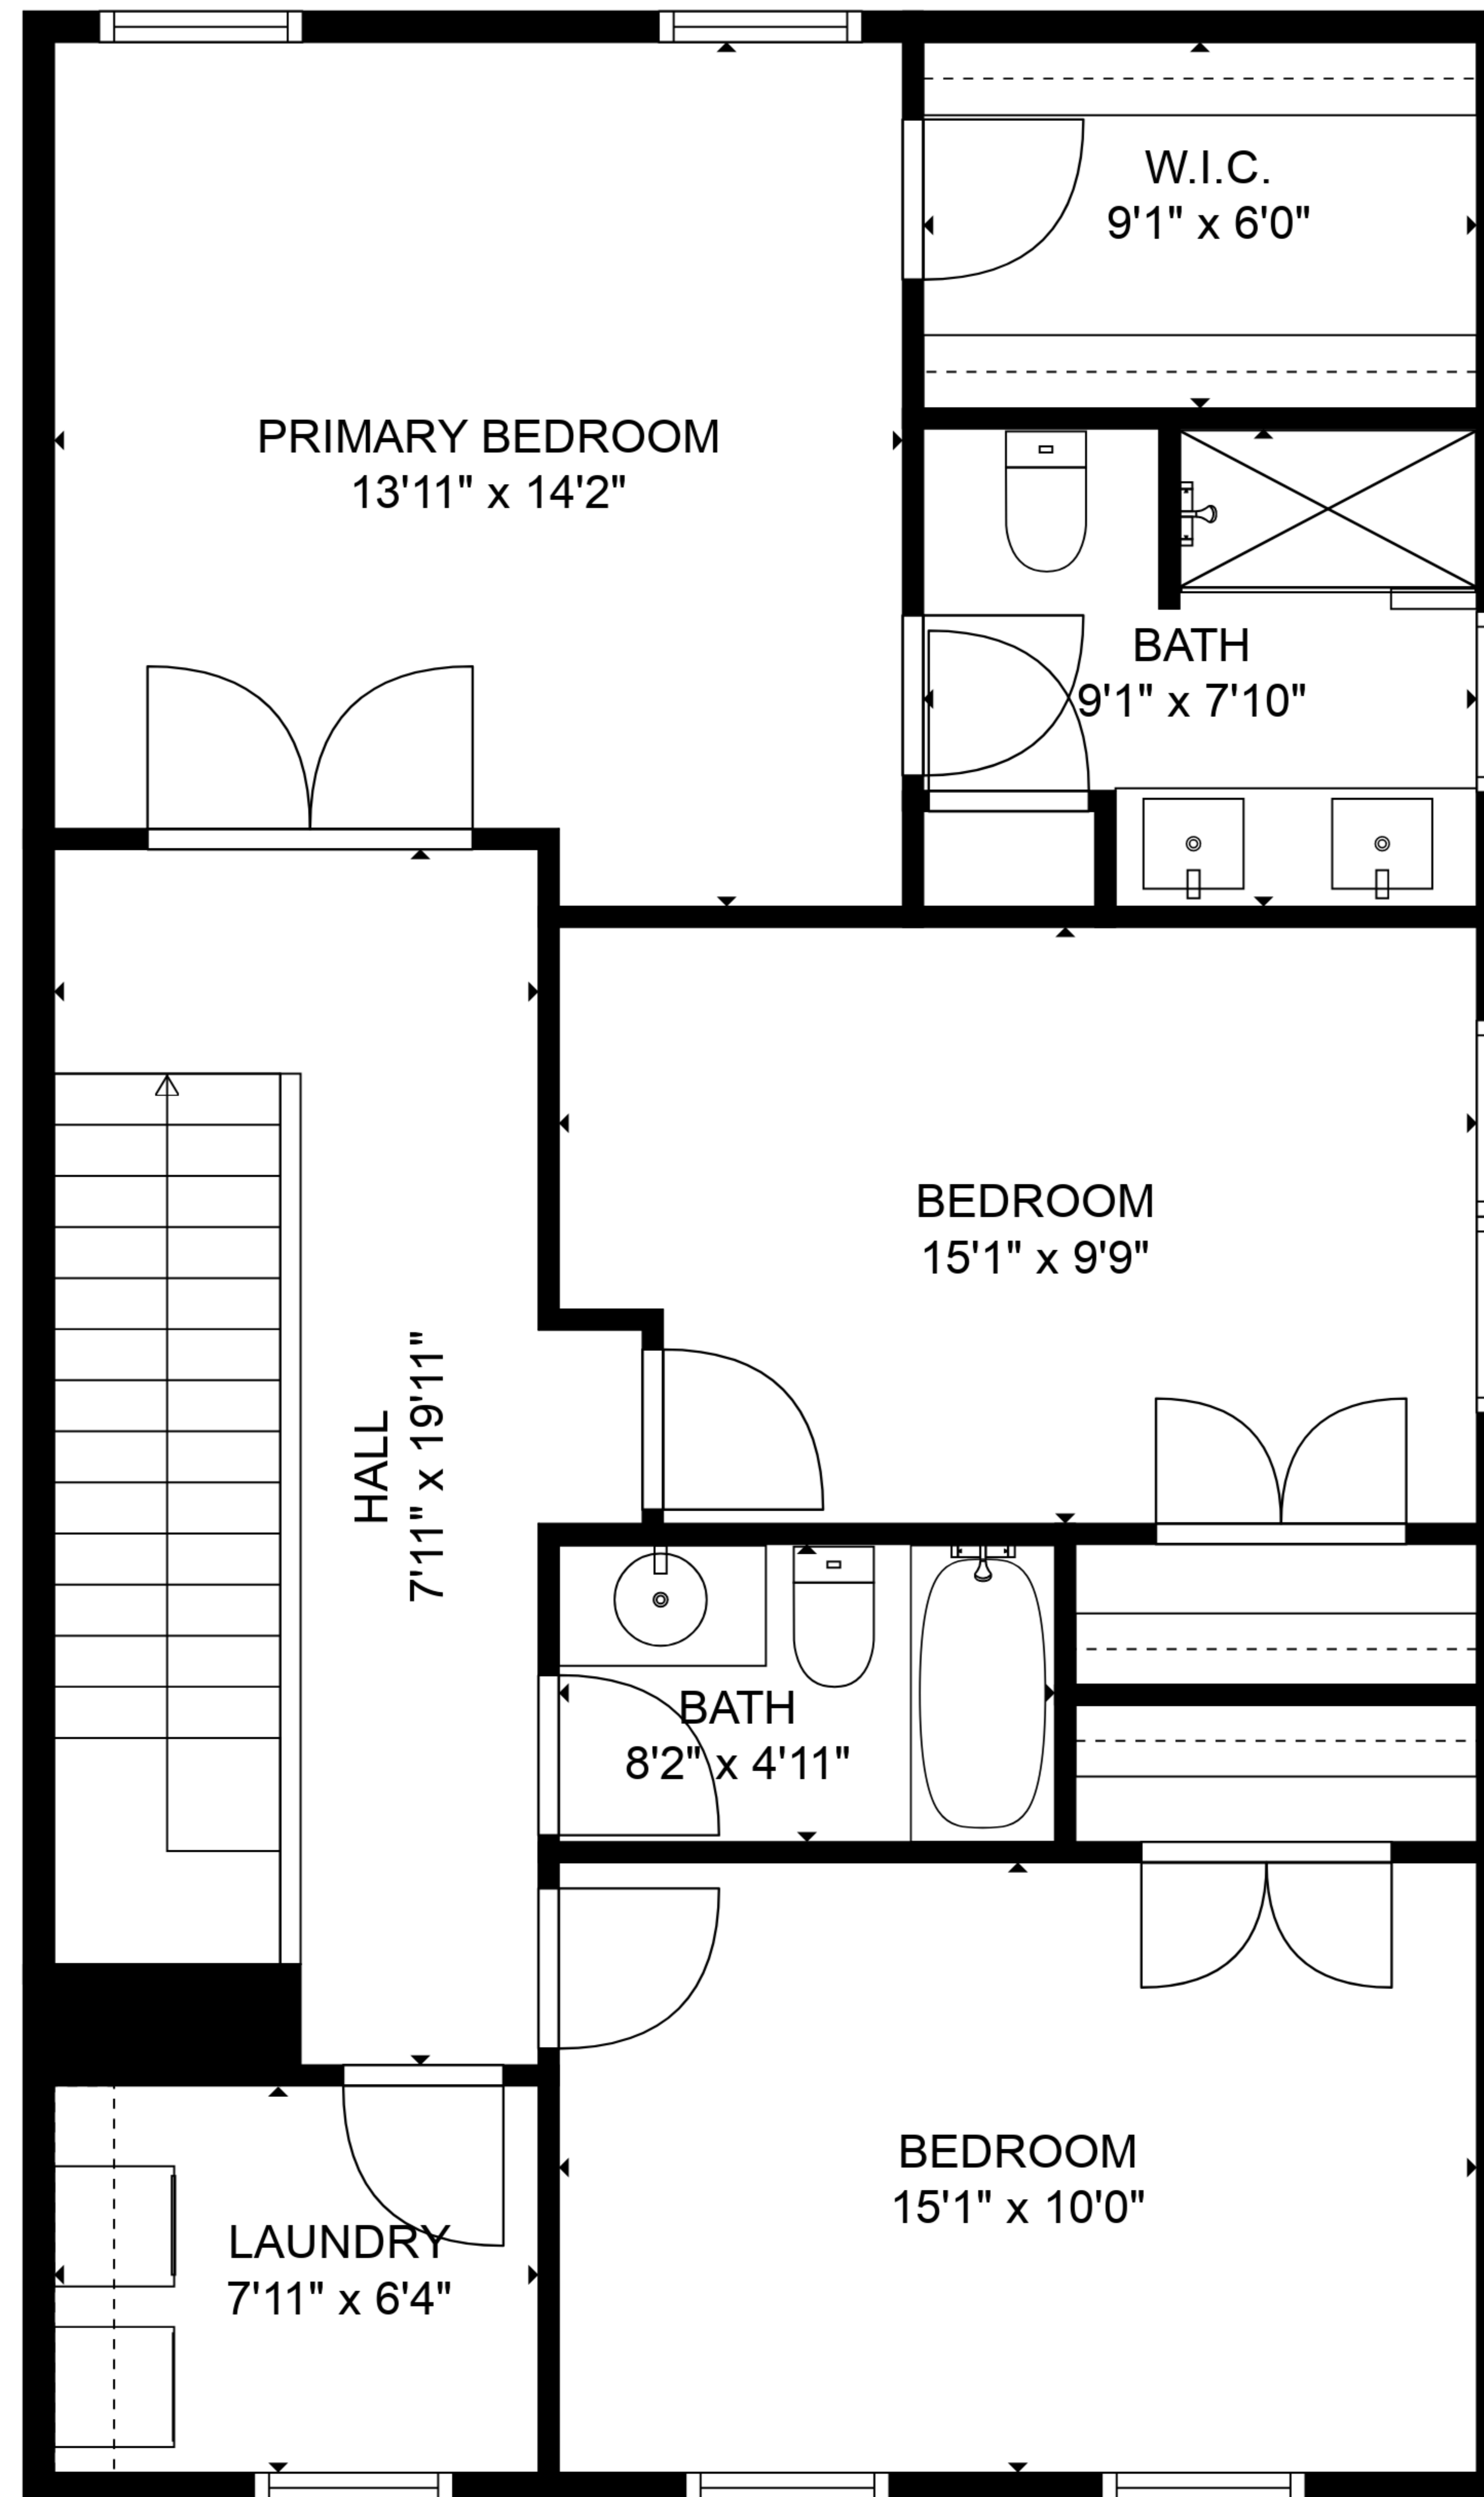 W.I.C.
9'1" x 6'0"
PRIMARY BEDROOM
13'11" x 14'2"
BATH
9'1" x 7'10"
BEDROOM
15'1" x 9'9"
HALL
7'11" x 19'11"
BATH
8'2" x 4'11"
BEDROOM
15'1" x 10'0"
LAUNDRY
7'11" x 6'4"